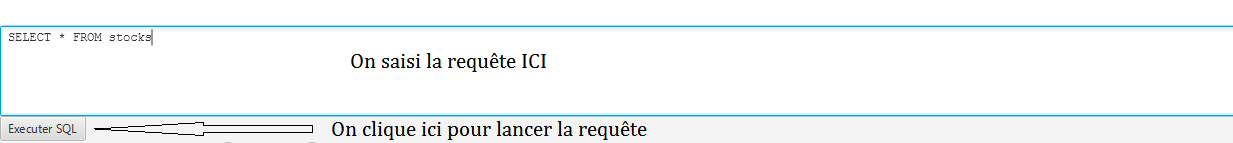 SELECT * FROM stocks
On saisi la requête ICI
Executer SQL
On clique ici pour lancer la requête